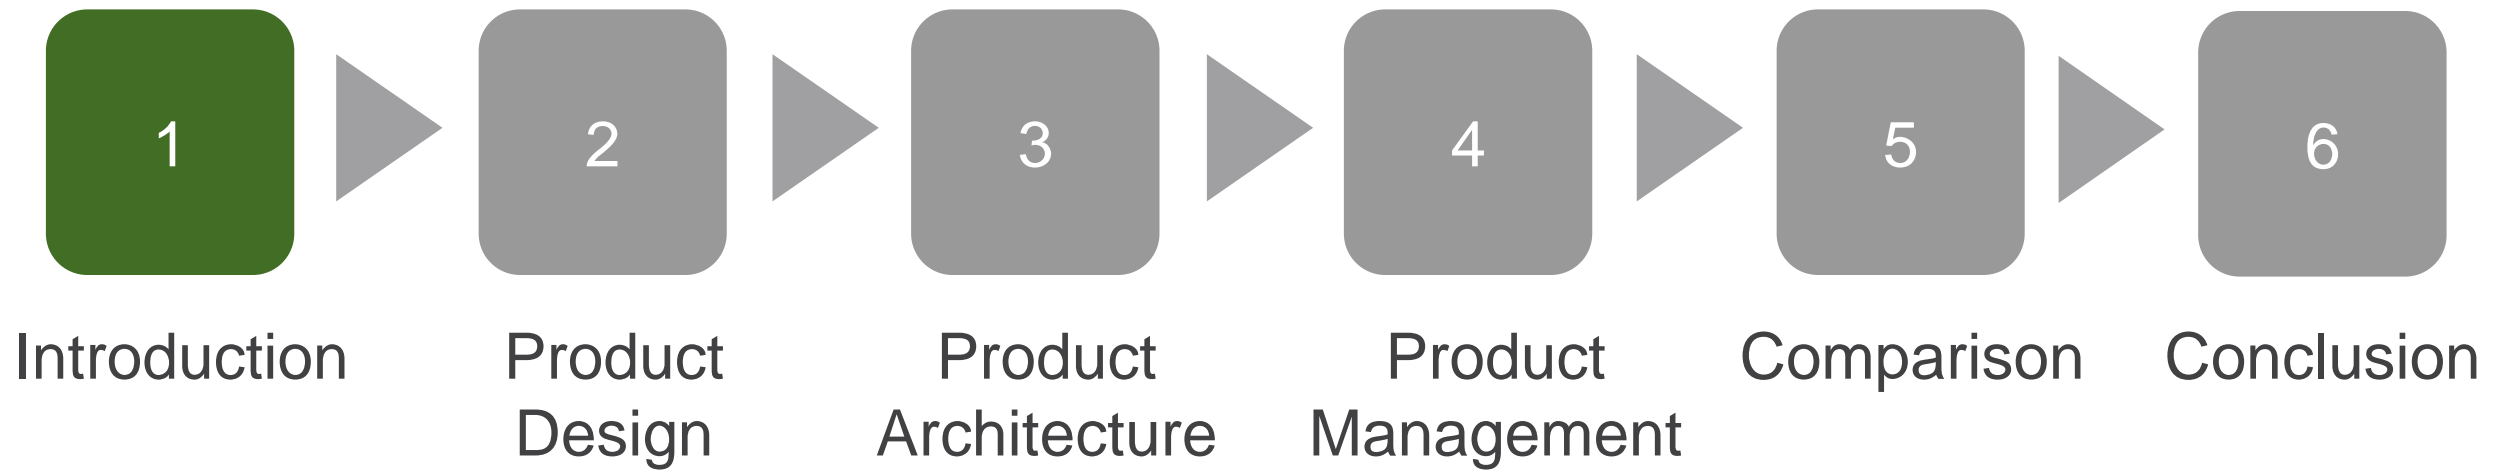 1 2 3 4 5 6
Introduction Product Product Product Comparison Conclusion
Design Architecture Management